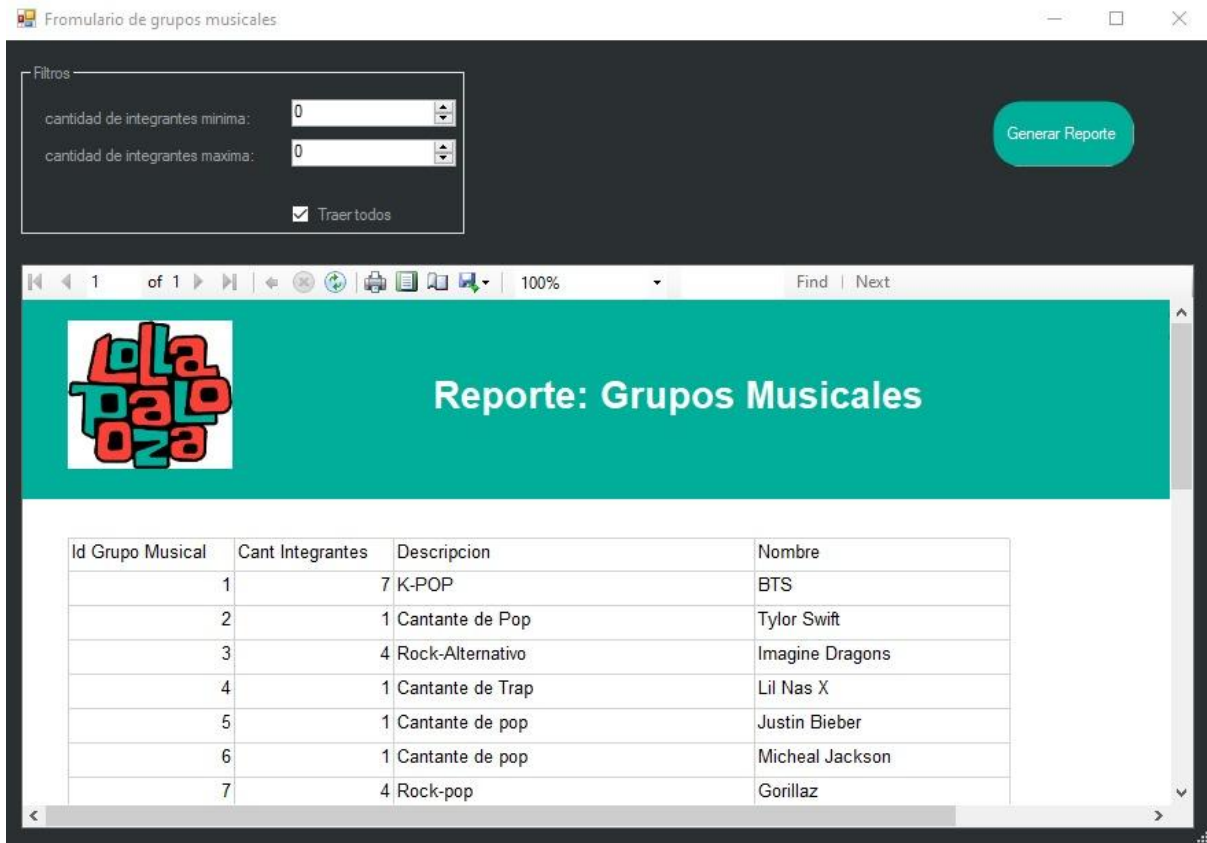 Fromulario de grupos musicales
Filtros
cantidad de integrantes minima:
0
cantidad de integrantes maxima:
0
Traer todos
Generar Reporte
1 of 1 100% Find | Next
Lolla
Palo
oza
Reporte: Grupos Musicales
Id Grupo Musical Cant Integrantes Descripcion Nombre
1 7 K-POP BTS
2 1 Cantante de Pop Tylor Swift
3 4 Rock-Alternativo Imagine Dragons
4 1 Cantante de Trap Lil Nas X
5 1 Cantante de pop Justin Bieber
6 1 Cantante de pop Micheal Jackson
7 4 Rock-pop Gorillaz